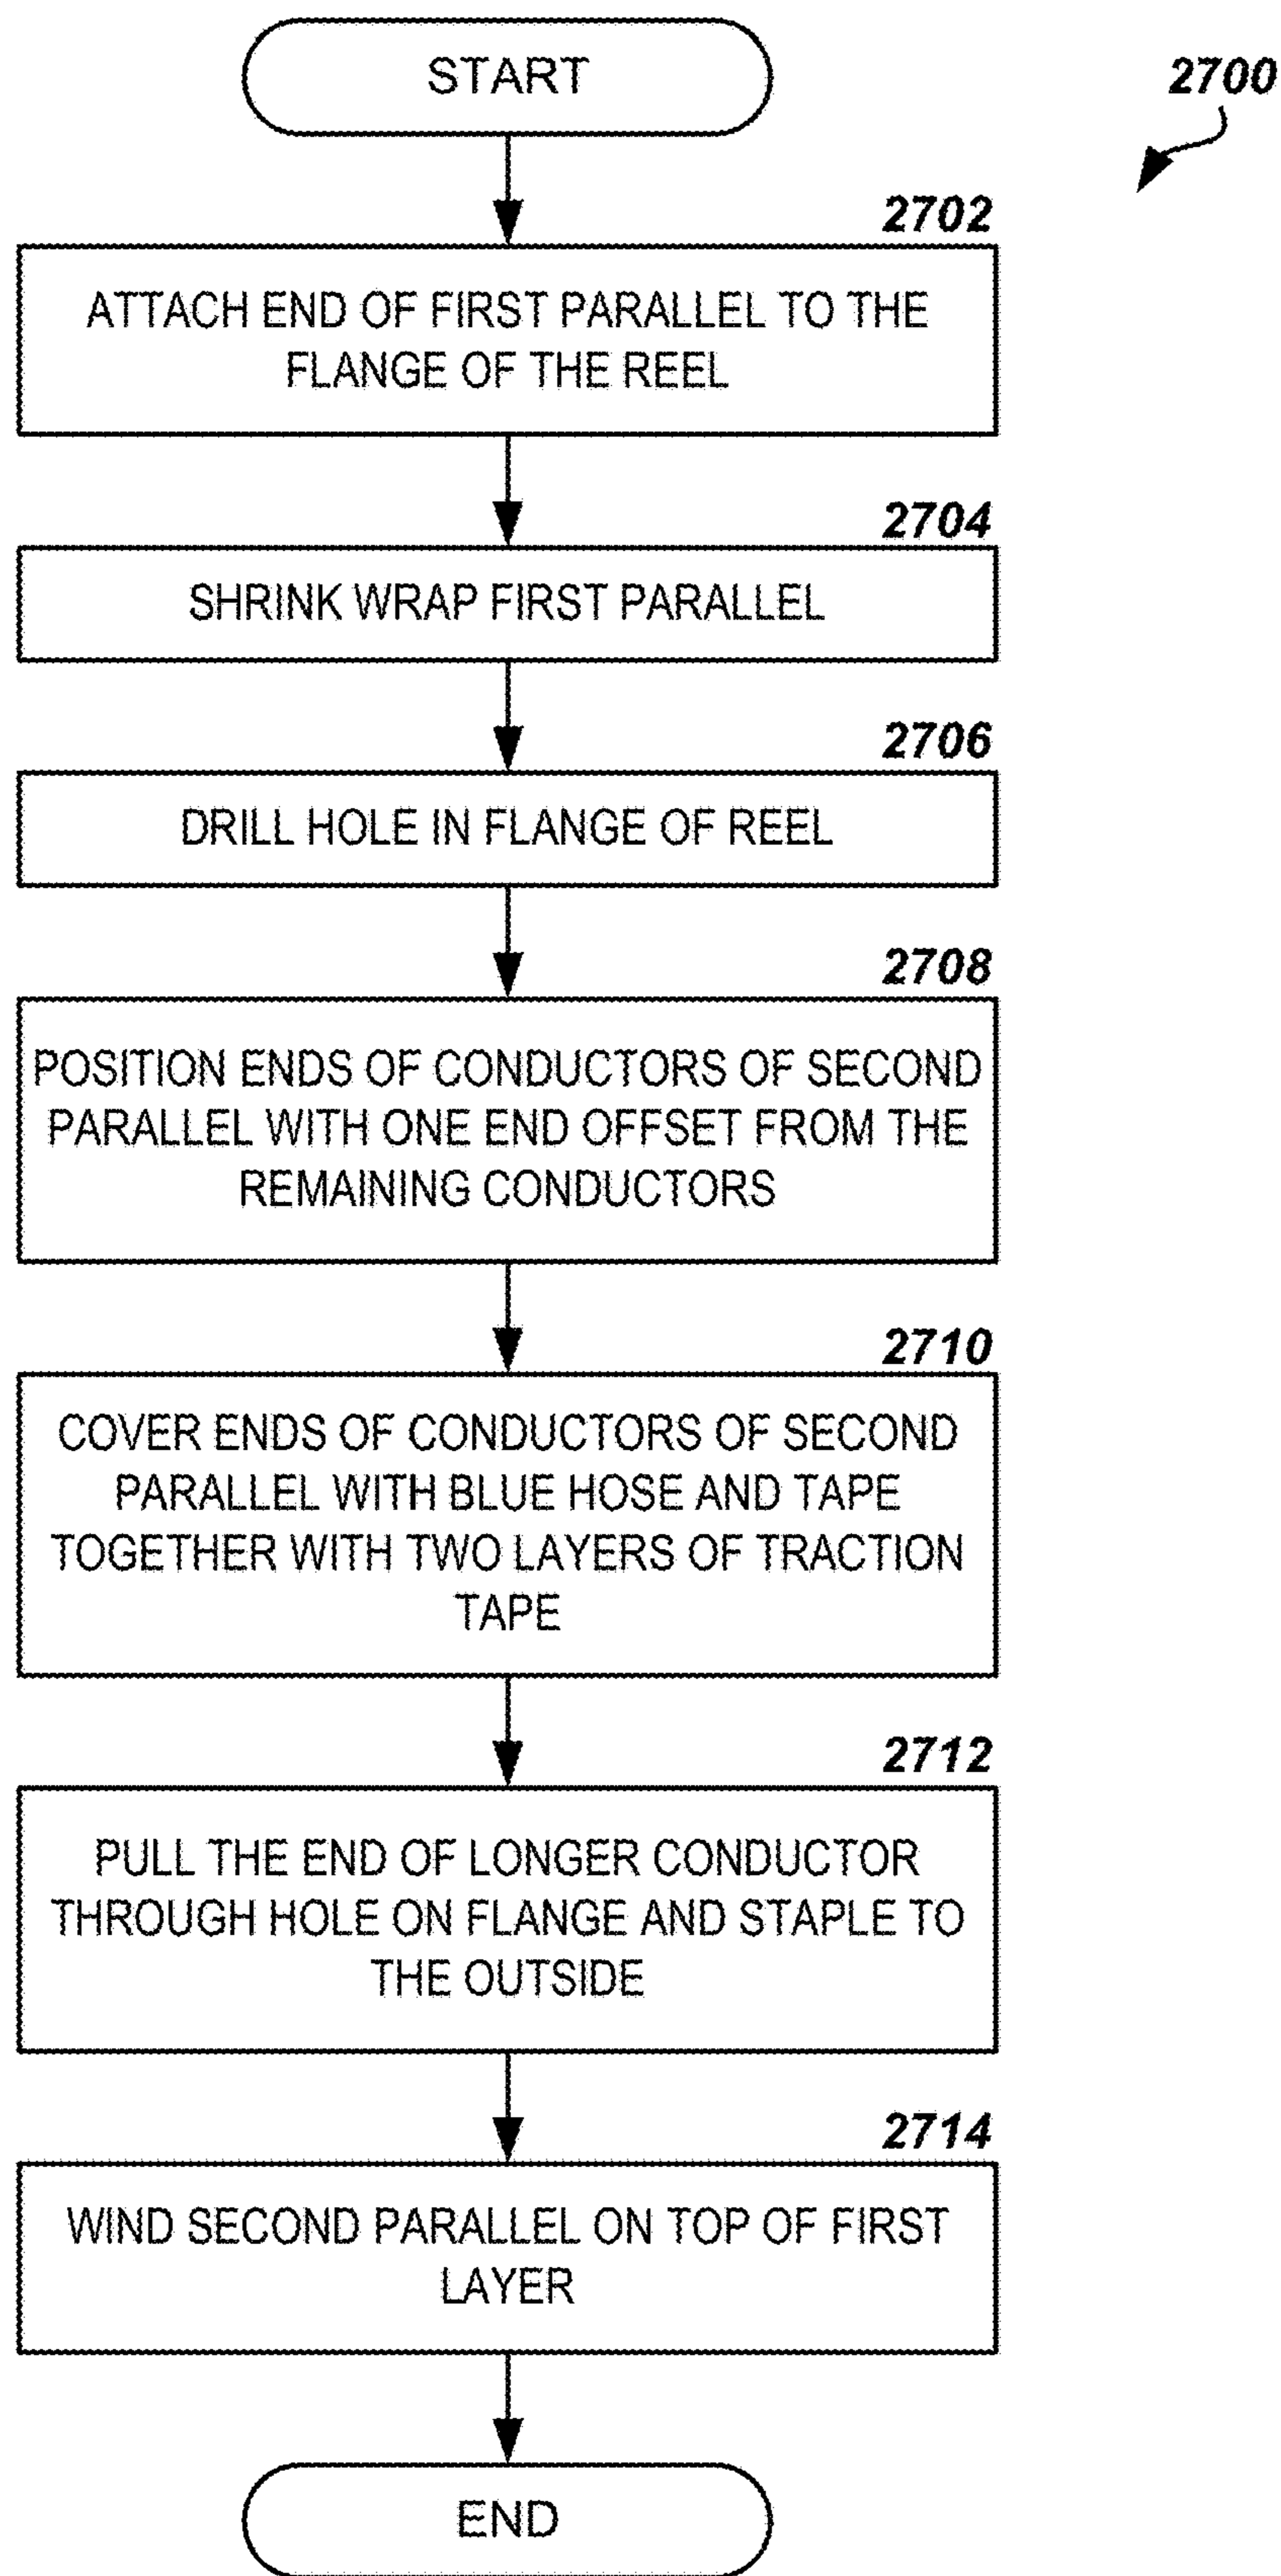 START
2700
2702
ATTACH END OF FIRST PARALLEL TO THE
FLANGE OF THE REEL
2704
SHRINK WRAP FIRST PARALLEL
2706
DRILL HOLE IN FLANGE OF REEL
2708
POSITION ENDS OF CONDUCTORS OF SECOND
PARALLEL WITH ONE END OFFSET FROM THE
REMAINING CONDUCTORS
2710
COVER ENDS OF CONDUCTORS OF SECOND
PARALLEL WITH BLUE HOSE AND TAPE
TOGETHER WITH TWO LAYERS OF TRACTION
TAPE
2712
PULL THE END OF LONGER CONDUCTOR
THROUGH HOLE ON FLANGE AND STAPLE TO
THE OUTSIDE
2714
WIND SECOND PARALLEL ON TOP OF FIRST
LAYER
END